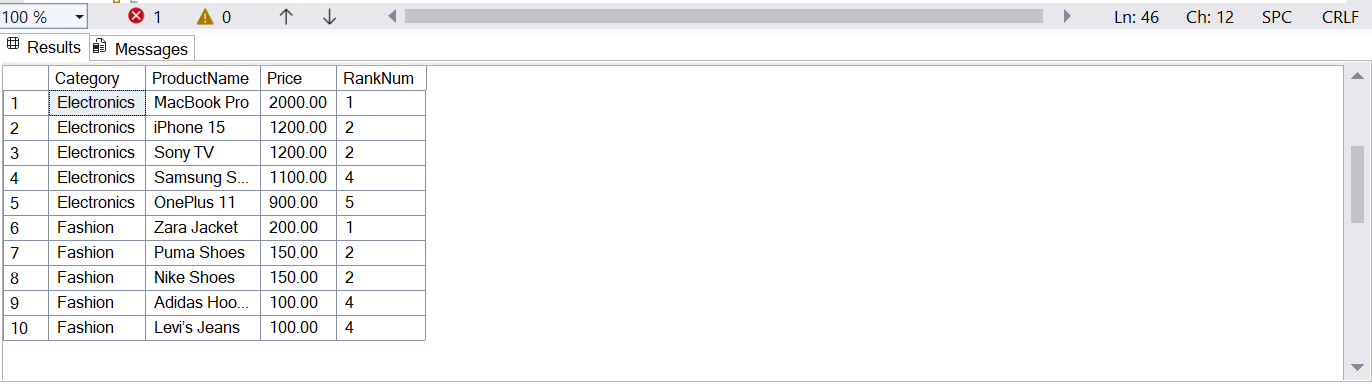 100 % 1 0 Ln: 46 Ch: 12 SPC CRLF
Results Messages
Category ProductName Price RankNum
1 Electronics MacBook Pro 2000.00 1
2 Electronics iPhone 15 1200.00 2
3 Electronics Sony TV 1200.00 2
4 Electronics Samsung S... 1100.00 4
5 Electronics OnePlus 11 900.00 5
6 Fashion Zara Jacket 200.00 1
7 Fashion Puma Shoes 150.00 2
8 Fashion Nike Shoes 150.00 2
9 Fashion Adidas Hoo... 100.00 4
10 Fashion Levi's Jeans 100.00 4